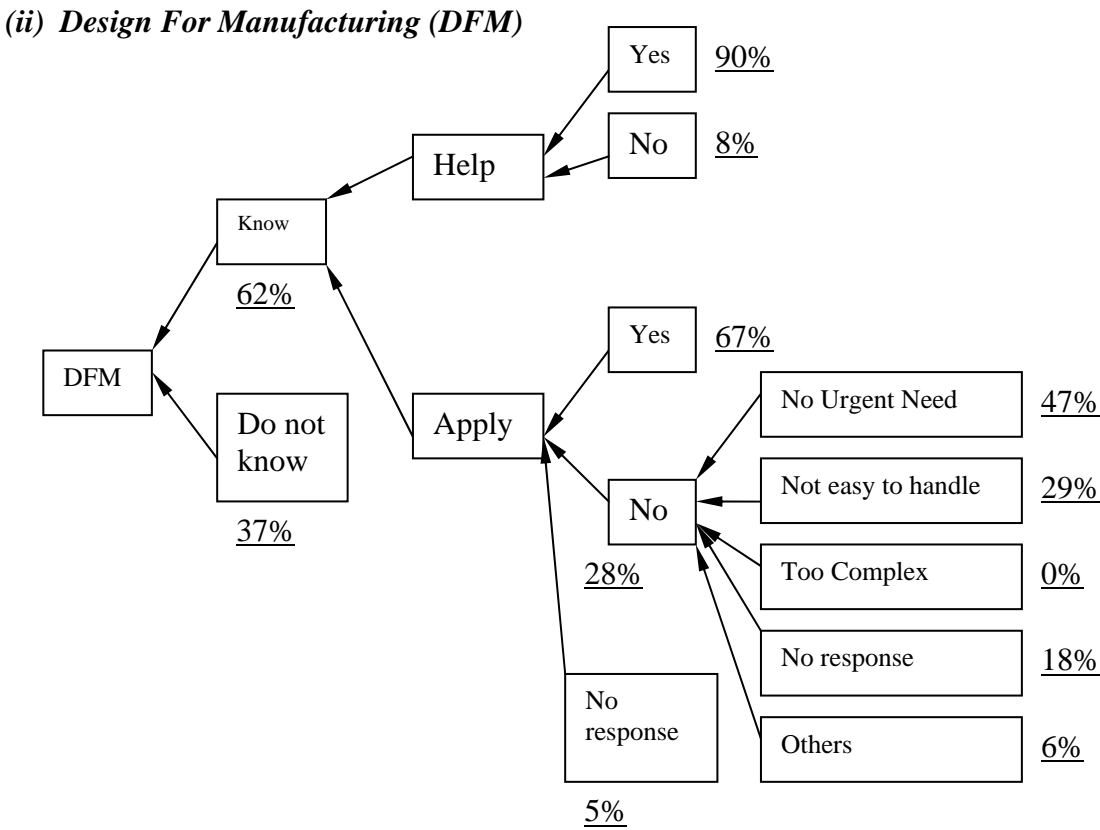 (ii) Design For Manufacturing (DFM)
Yes
90%
No
8%
Help
Know
62%
DFM
Do not
know
37%
Yes
67%
Apply
No
28%
No
response
5%
No Urgent Need
47%
Not easy to handle
29%
Too Complex
0%
No response
18%
Others
6%